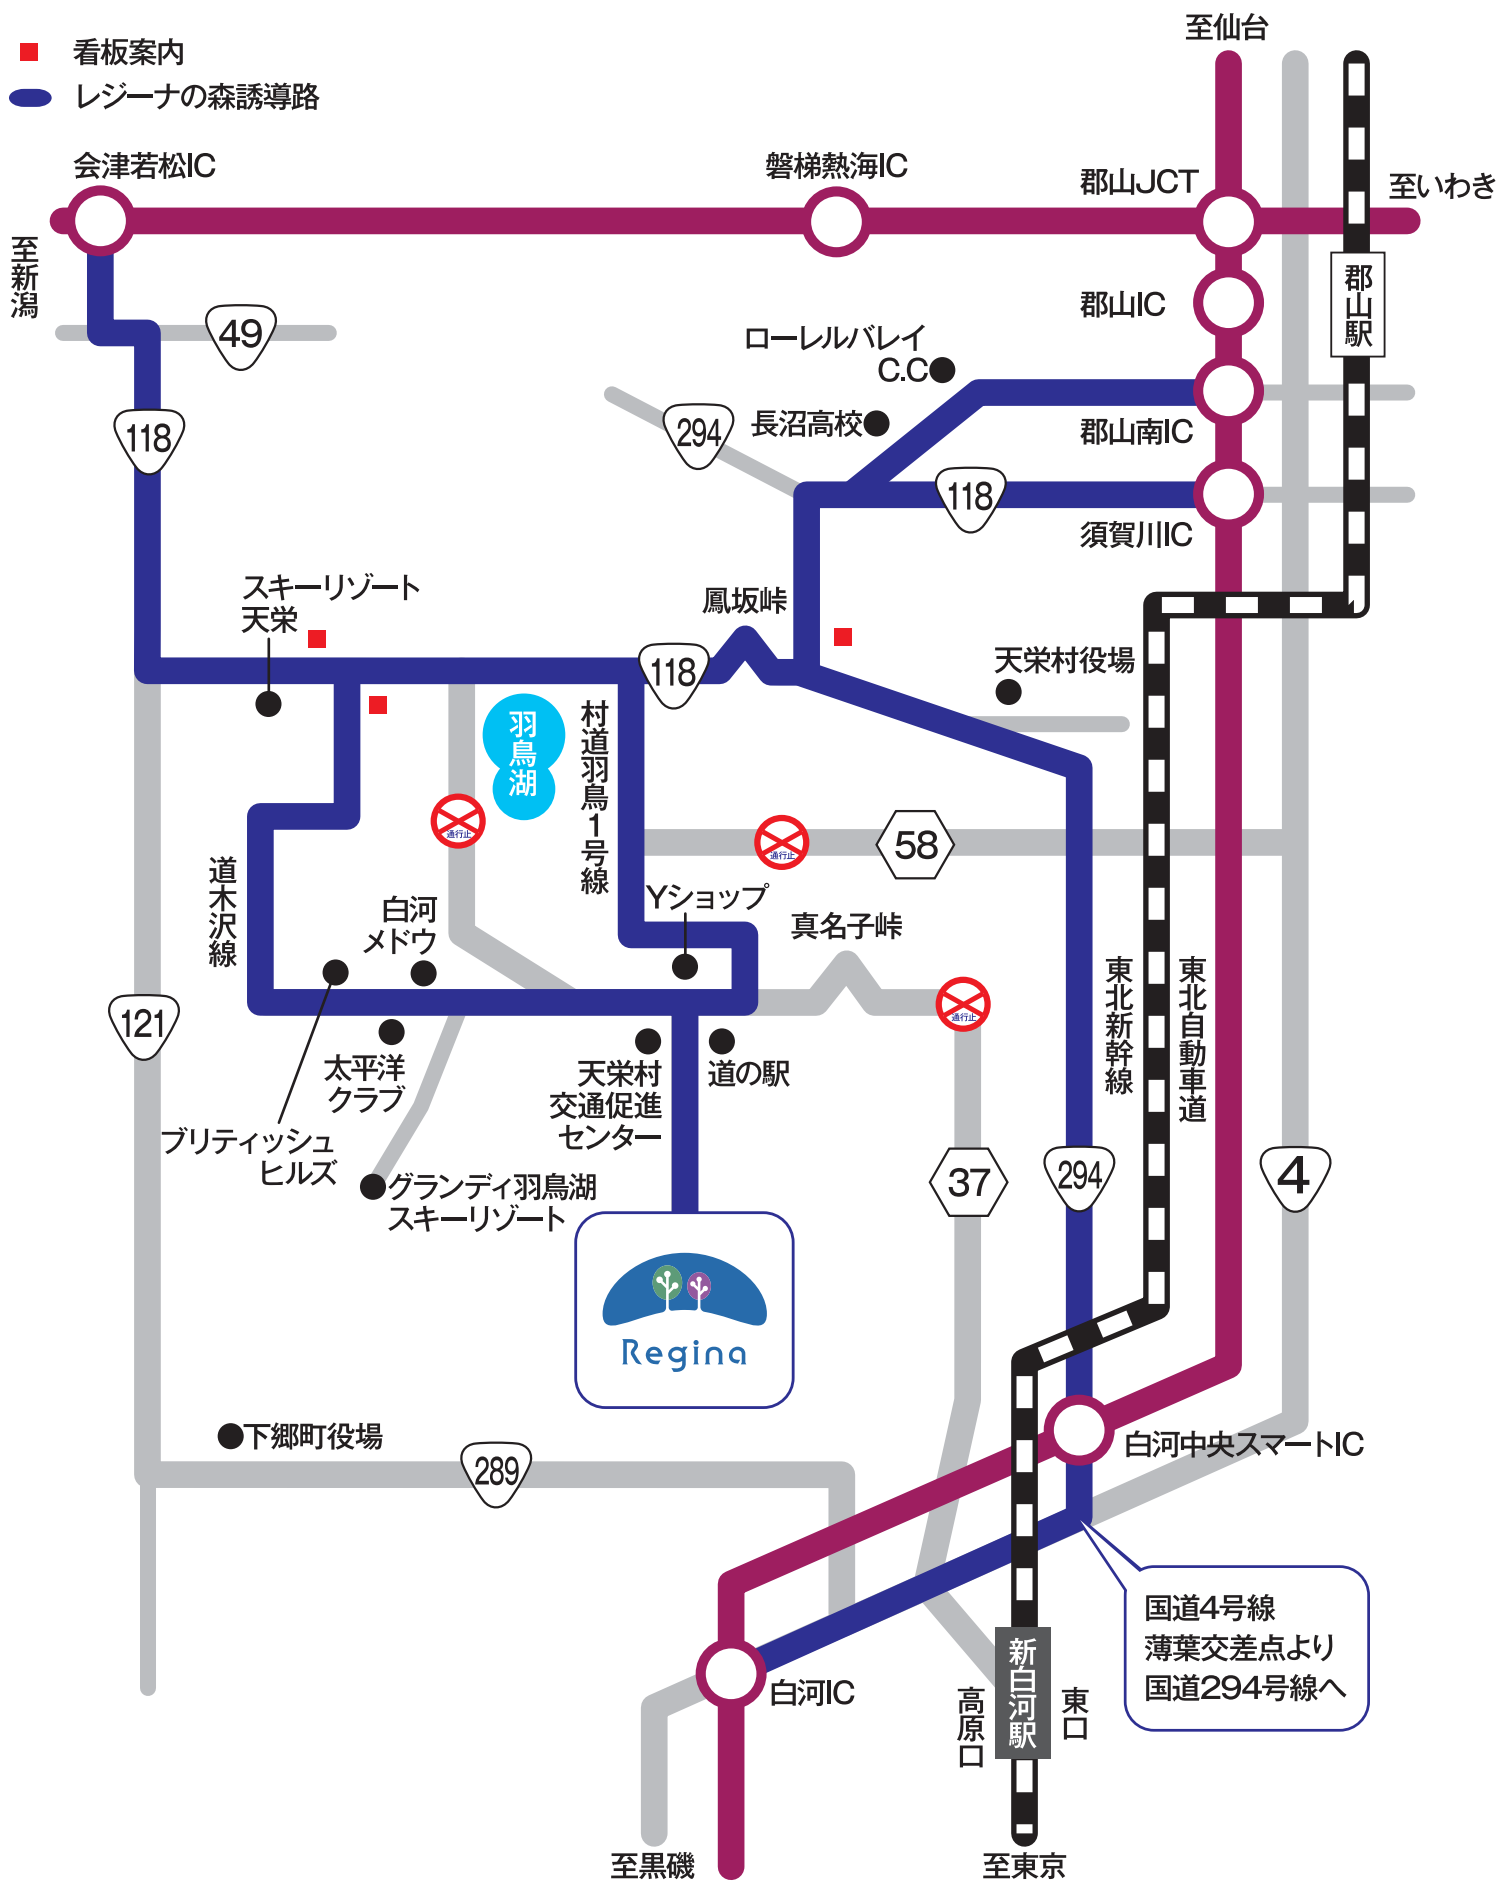 至仙台
看板案内
レジーナの森誘導路
会津若松IC
磐梯熱海IC
郡山JCT
至いわき
至新潟
49
郡山IC
郡山駅
ローレルバレイ
C.C
118
294
長沼高校
郡山南IC
118
須賀川IC
スキーリゾート
天栄
鳳坂峠
118
天栄村役場
羽鳥湖
村道羽鳥1号線
通行止
通行止
58
道木沢線
白河
メドウ
Yショップ
真名子峠
東北新幹線
東北自動車道
通行止
121
太平洋
クラブ
天栄村
交通促進
センター
道の駅
ブリティッシュ
ヒルズ
グランディ羽鳥湖
スキーリゾート
37
294
4
Regina
下郷町役場
289
白河中央スマートIC
国道4号線
薄葉交差点より
国道294号線へ
白河IC
新白河駅
高原口
東口
至黒磯
至東京